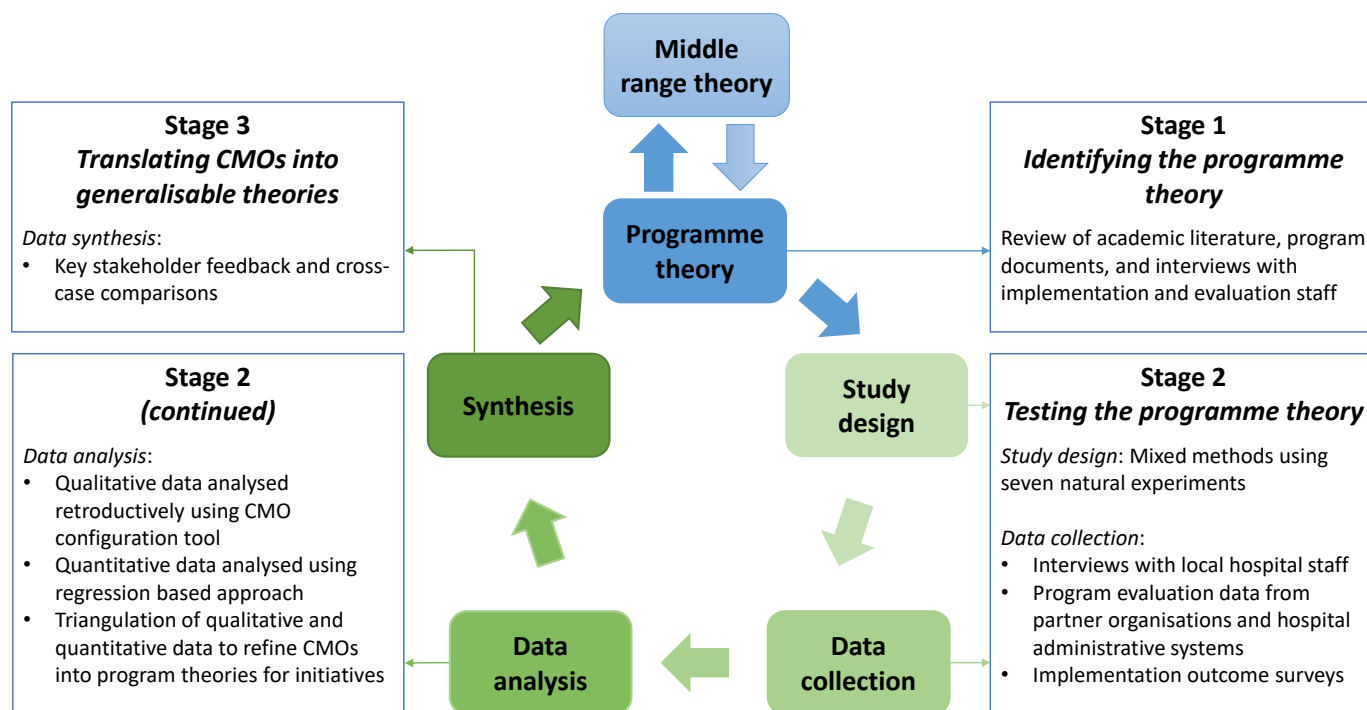 Middle
range theory
Programme
theory
Stage 1
Identifying the programme
theory
Review of academic literature, program
documents, and interviews with
implementation and evaluation staff
Study
design
Stage 2
Testing the programme theory
Study design: Mixed methods using
seven natural experiments
Data collection:
• Interviews with local hospital staff
• Program evaluation data from
partner organisations and hospital
administrative systems
• Implementation outcome surveys
Data
collection
Data
analysis
Stage 2
(continued)
Data analysis:
• Qualitative data analysed
retroductively using CMO
configuration tool
• Quantitative data analysed using
regression based approach
• Triangulation of qualitative and
quantitative data to refine CMOs
into program theories for initiatives
Synthesis
Stage 3
Translating CMOs into
generalisable theories
Data synthesis:
• Key stakeholder feedback and cross-
case comparisons